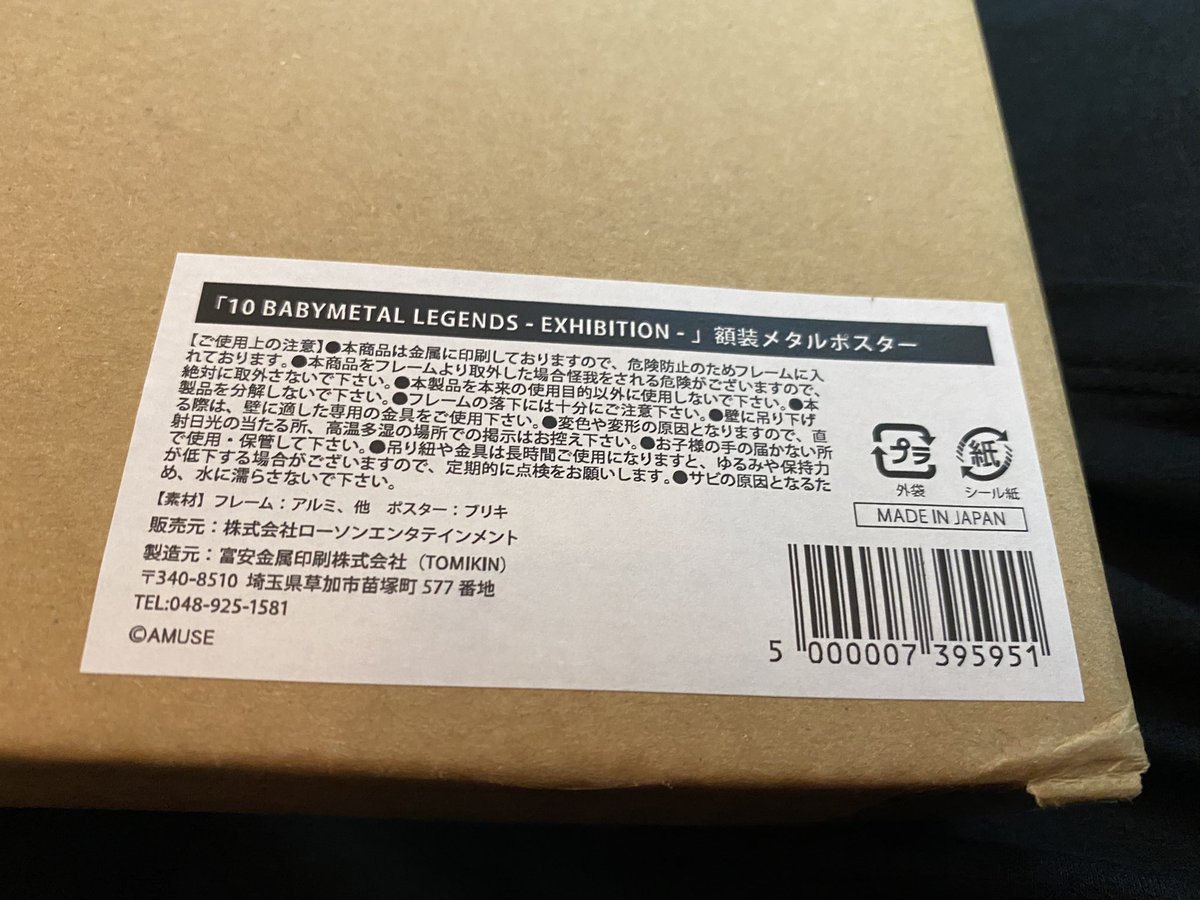 「10 BABYMETAL LEGENDS - EXHIBITION - 」額装メタルポスター
【ご使用上の注意】●本商品は金属に印刷しておりますので、危険防止のためフレームに入
れております。●本商品をフレームより取外した場合怪我をされる危険がございますので、
絶対に取外さないで下さい。●本製品を本来の使用目的以外に使用しないで下さい。●本
製品を分解しないで下さい。●フレームの落下には十分にご注意下さい。●壁に吊り下げ
る際は、壁に適した専用の金具をご使用下さい。●変色や変形の原因となりますので、直
射日光の当たる所、高温多湿の場所での掲示はお控え下さい。●お子様の手の届かない所
で使用・保管して下さい。●吊り紐や金具は長時間ご使用になりますと、ゆるみや保持力
が低下する場合がございますので、定期的に点検をお願いします。●サビの原因となるた
め、水に濡らさないで下さい。
【素材】フレーム：アルミ、他　ポスター：ブリキ
販売元：株式会社ローソンエンタテインメント
製造元：富安金属印刷株式会社（TOMIKIN）
〒340-8510 埼玉県草加市苗塚町 577 番地
TEL:048-925-1581
©AMUSE
プラ
外袋
紙
シール紙
MADE IN JAPAN
5 000007 395951